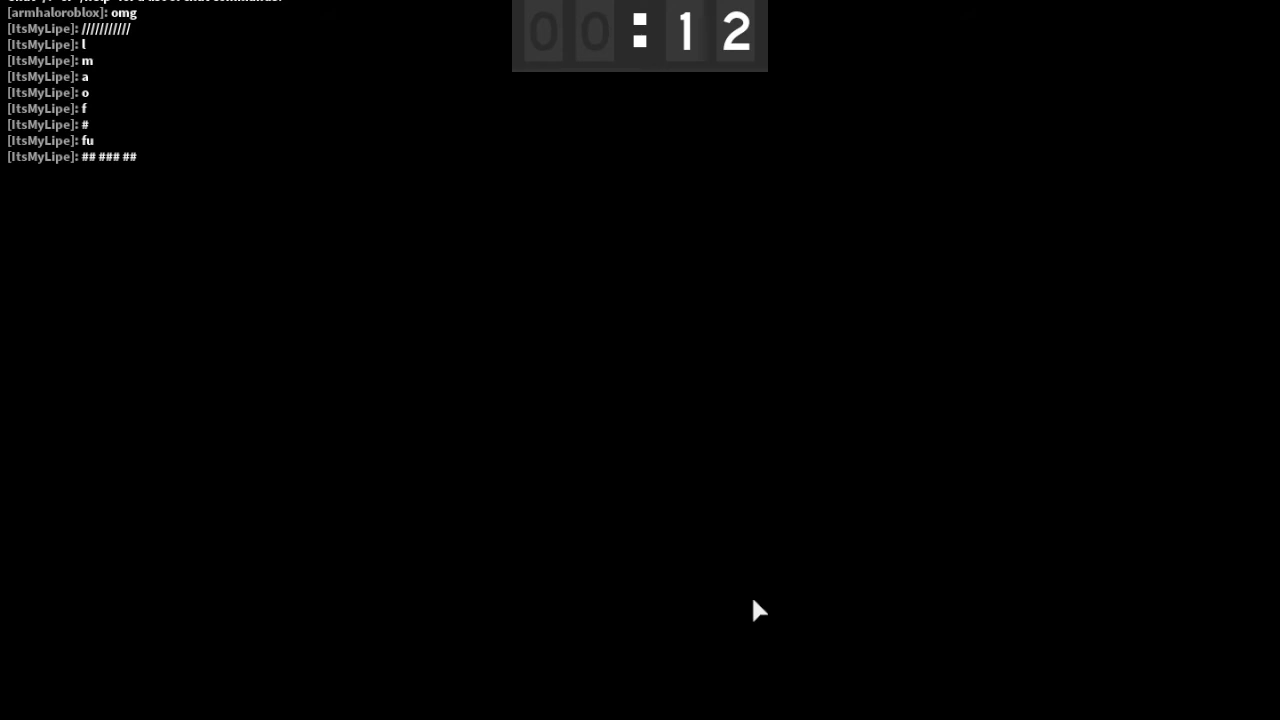 [armhaloroblox]: omg
[ItsMyLipe]: ///////////
[ItsMyLipe]: l
[ItsMyLipe]: m
[ItsMyLipe]: a
[ItsMyLipe]: o
[ItsMyLipe]: f
[ItsMyLipe]: #
[ItsMyLipe]: fu
[ItsMyLipe]: ## ### ##
00:12